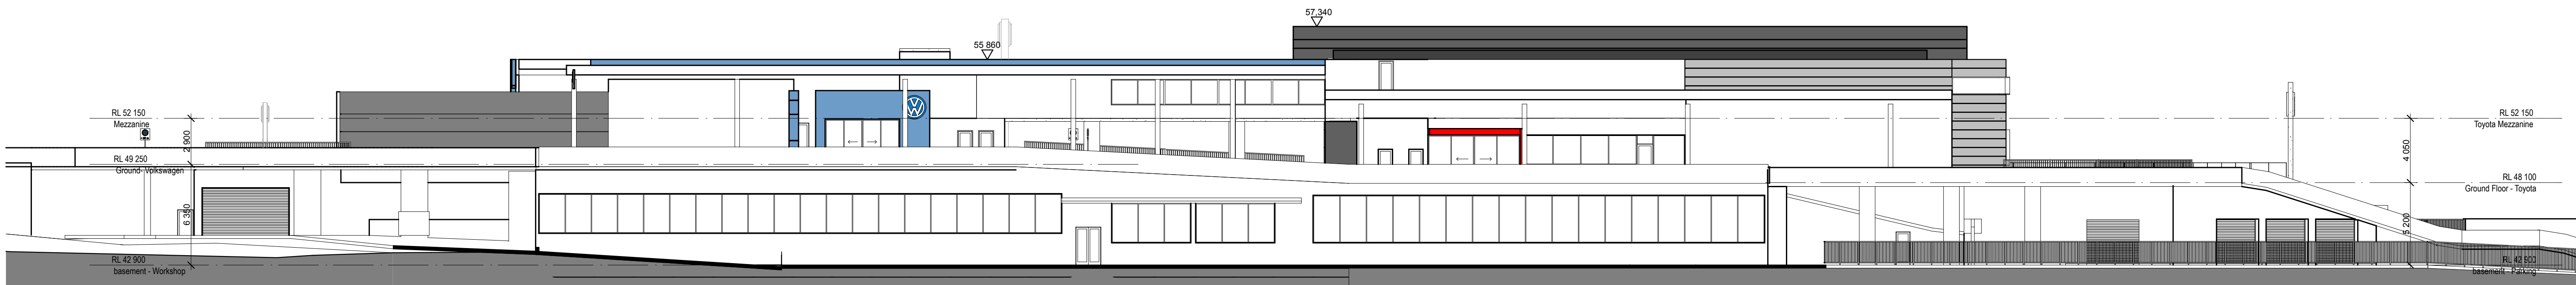 57,340
55 860
RL 52 150
Mezzanine
2 900
RL 49 250
Ground- Volkswagen
6 350
RL 42 900
basement - Workshop
VW
RL 52 150
Toyota Mezzanine
4 050
RL 48 100
Ground Floor - Toyota
5 200
RL 42 900
basement - Parking